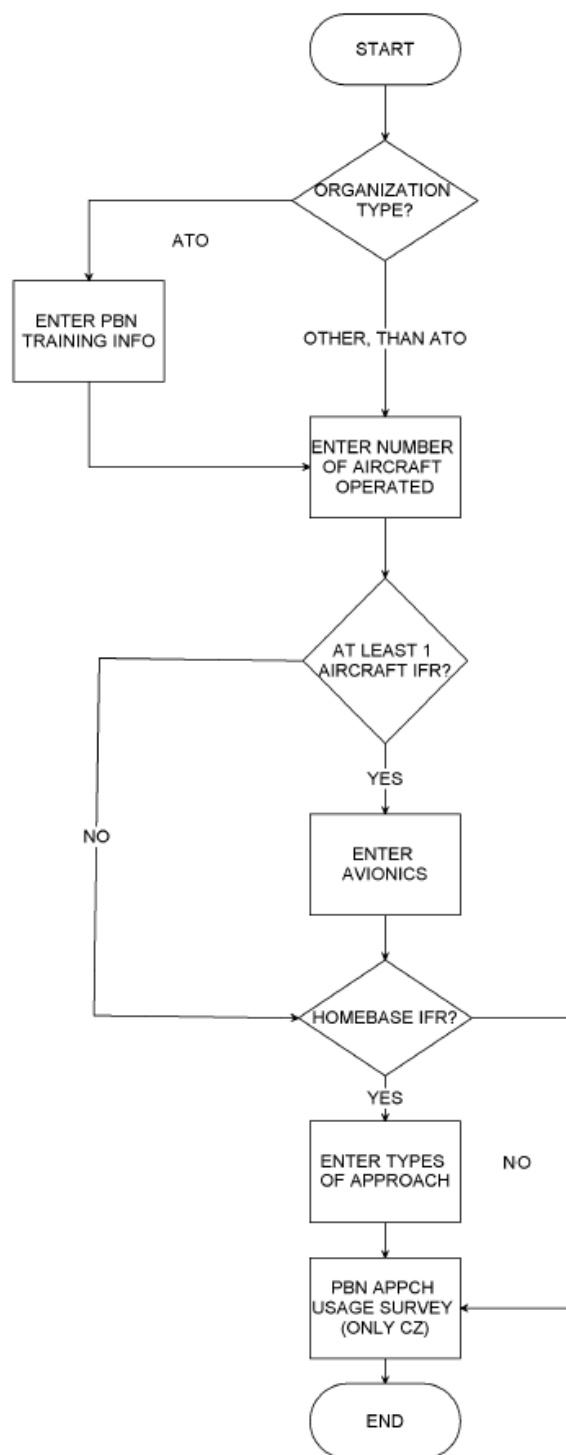 START
ORGANIZATION
TYPE?
ATO
ENTER PBN
TRAINING INFO
OTHER, THAN ATO
ENTER NUMBER
OF AIRCRAFT
OPERATED
AT LEAST 1
AIRCRAFT IFR?
YES
NO
ENTER
AVIONICS
HOMEBASE IFR?
YES
ENTER TYPES
OF APPROACH
NO
PBN APPCH
USAGE SURVEY
(ONLY CZ)
END